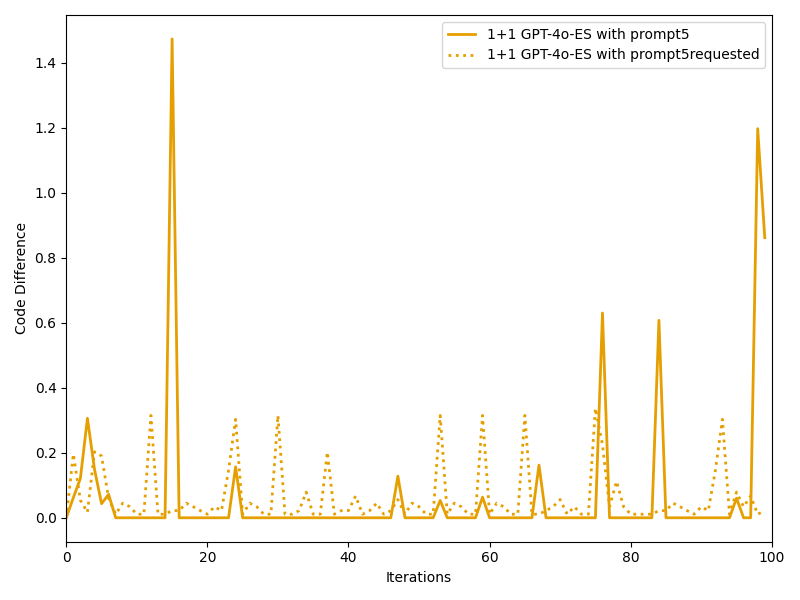 1+1 GPT-4o-ES with prompt5
1+1 GPT-4o-ES with prompt5requested
1.4
1.2
1.0
0.8
0.6
0.4
0.2
0.0
Code Difference
0 20 40 60 80 100
Iterations